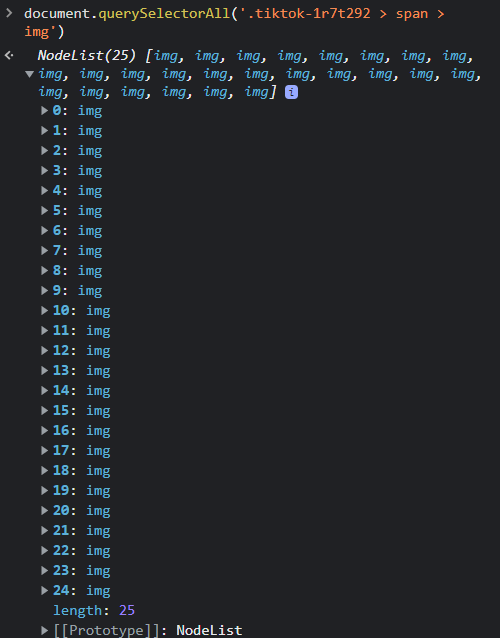 document.querySelectorAll('.tiktok-1r7t292 > span >
img')
NodeList(25) [img, img, img, img, img, img, img, img,
img, img, img, img, img, img, img, img, img, img, img,
img, img, img, img, img, img] i
0: img
1: img
2: img
3: img
4: img
5: img
6: img
7: img
8: img
9: img
10: img
11: img
12: img
13: img
14: img
15: img
16: img
17: img
18: img
19: img
20: img
21: img
22: img
23: img
24: img
length: 25
[[Prototype]]: NodeList